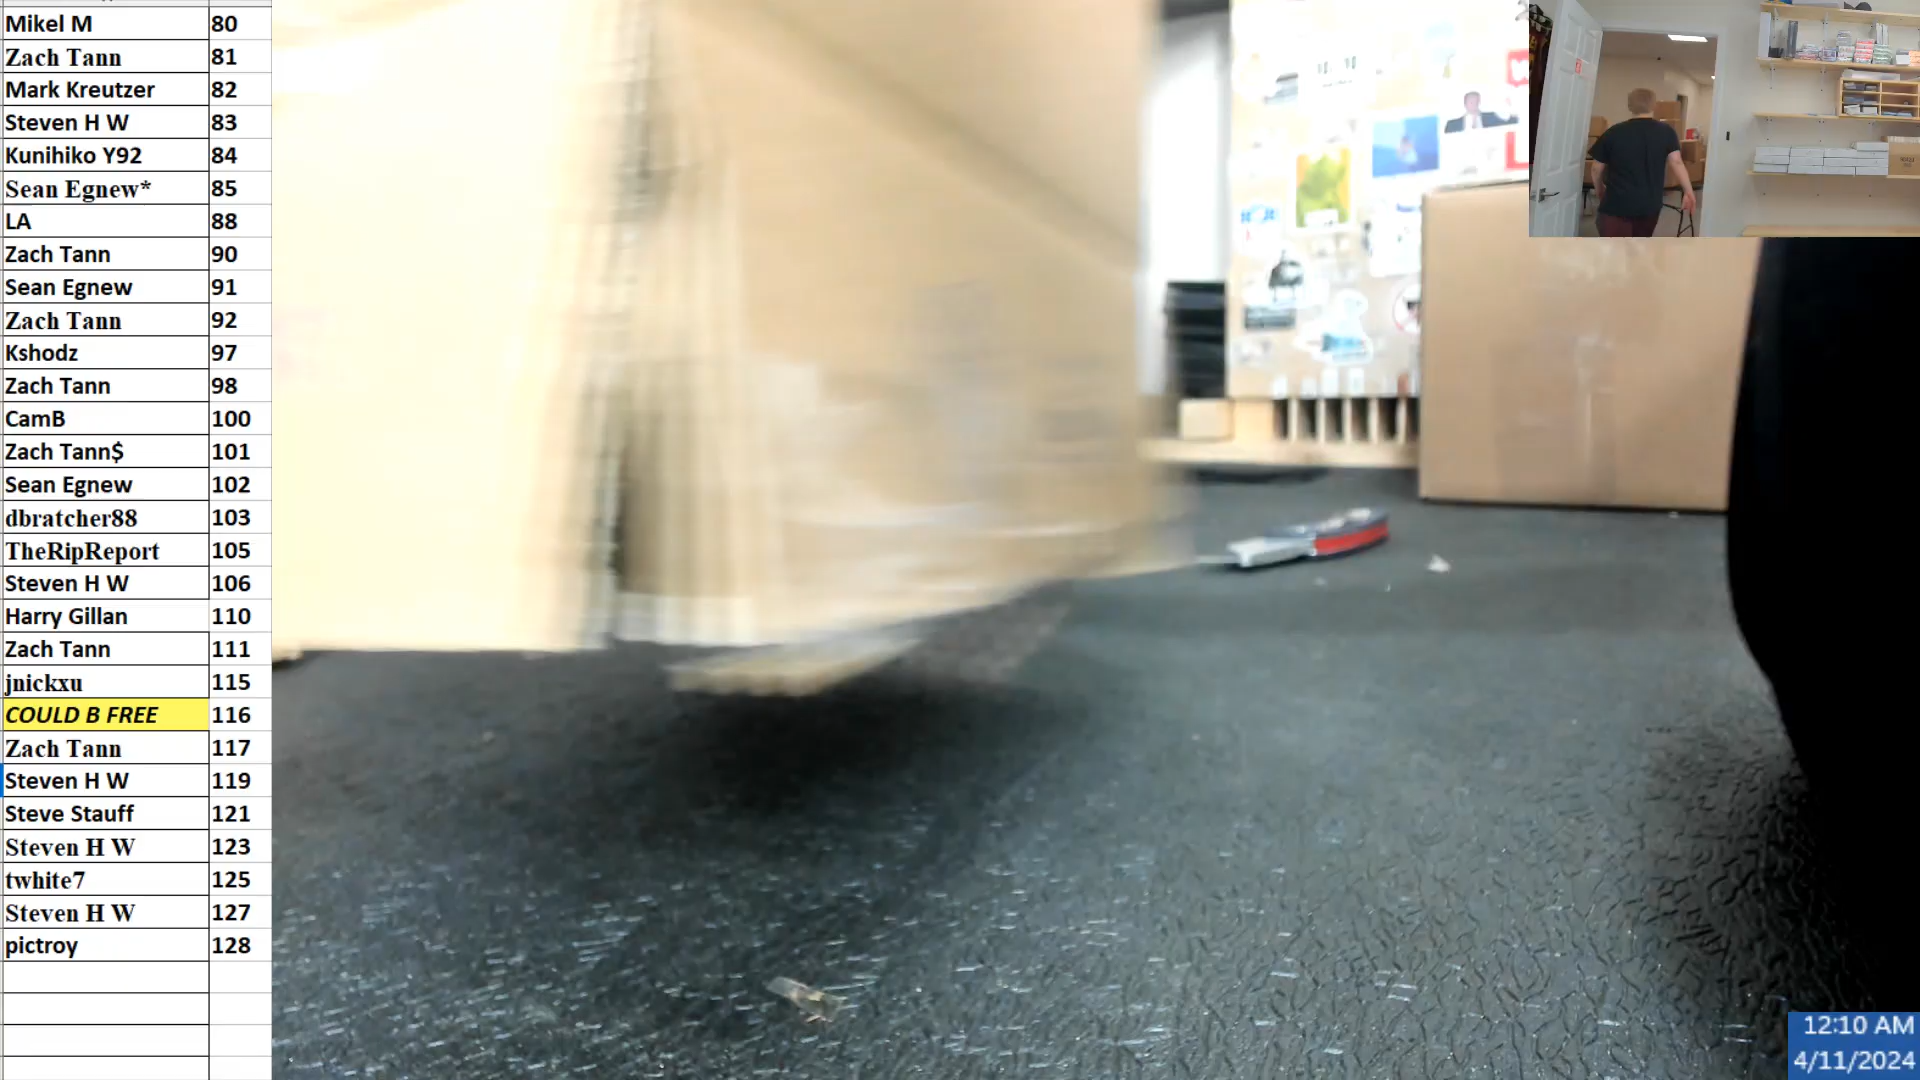 Mikel M 80
Zach Tann 81
Mark Kreutzer 82
Steven H W 83
Kunihiko Y92 84
Sean Egnew* 85
LA 88
Zach Tann 90
Sean Egnew 91
Zach Tann 92
Kshodz 97
Zach Tann 98
CamB 100
Zach Tann$ 101
Sean Egnew 102
dbratcher88 103
TheRipReport 105
Steven H W 106
Harry Gillan 110
Zach Tann 111
jnickxu 115
COULD B FREE 116
Zach Tann 117
Steven H W 119
Steve Stauff 121
Steven H W 123
twhite7 125
Steven H W 127
pictroy 128
12:10 AM
4/11/2024